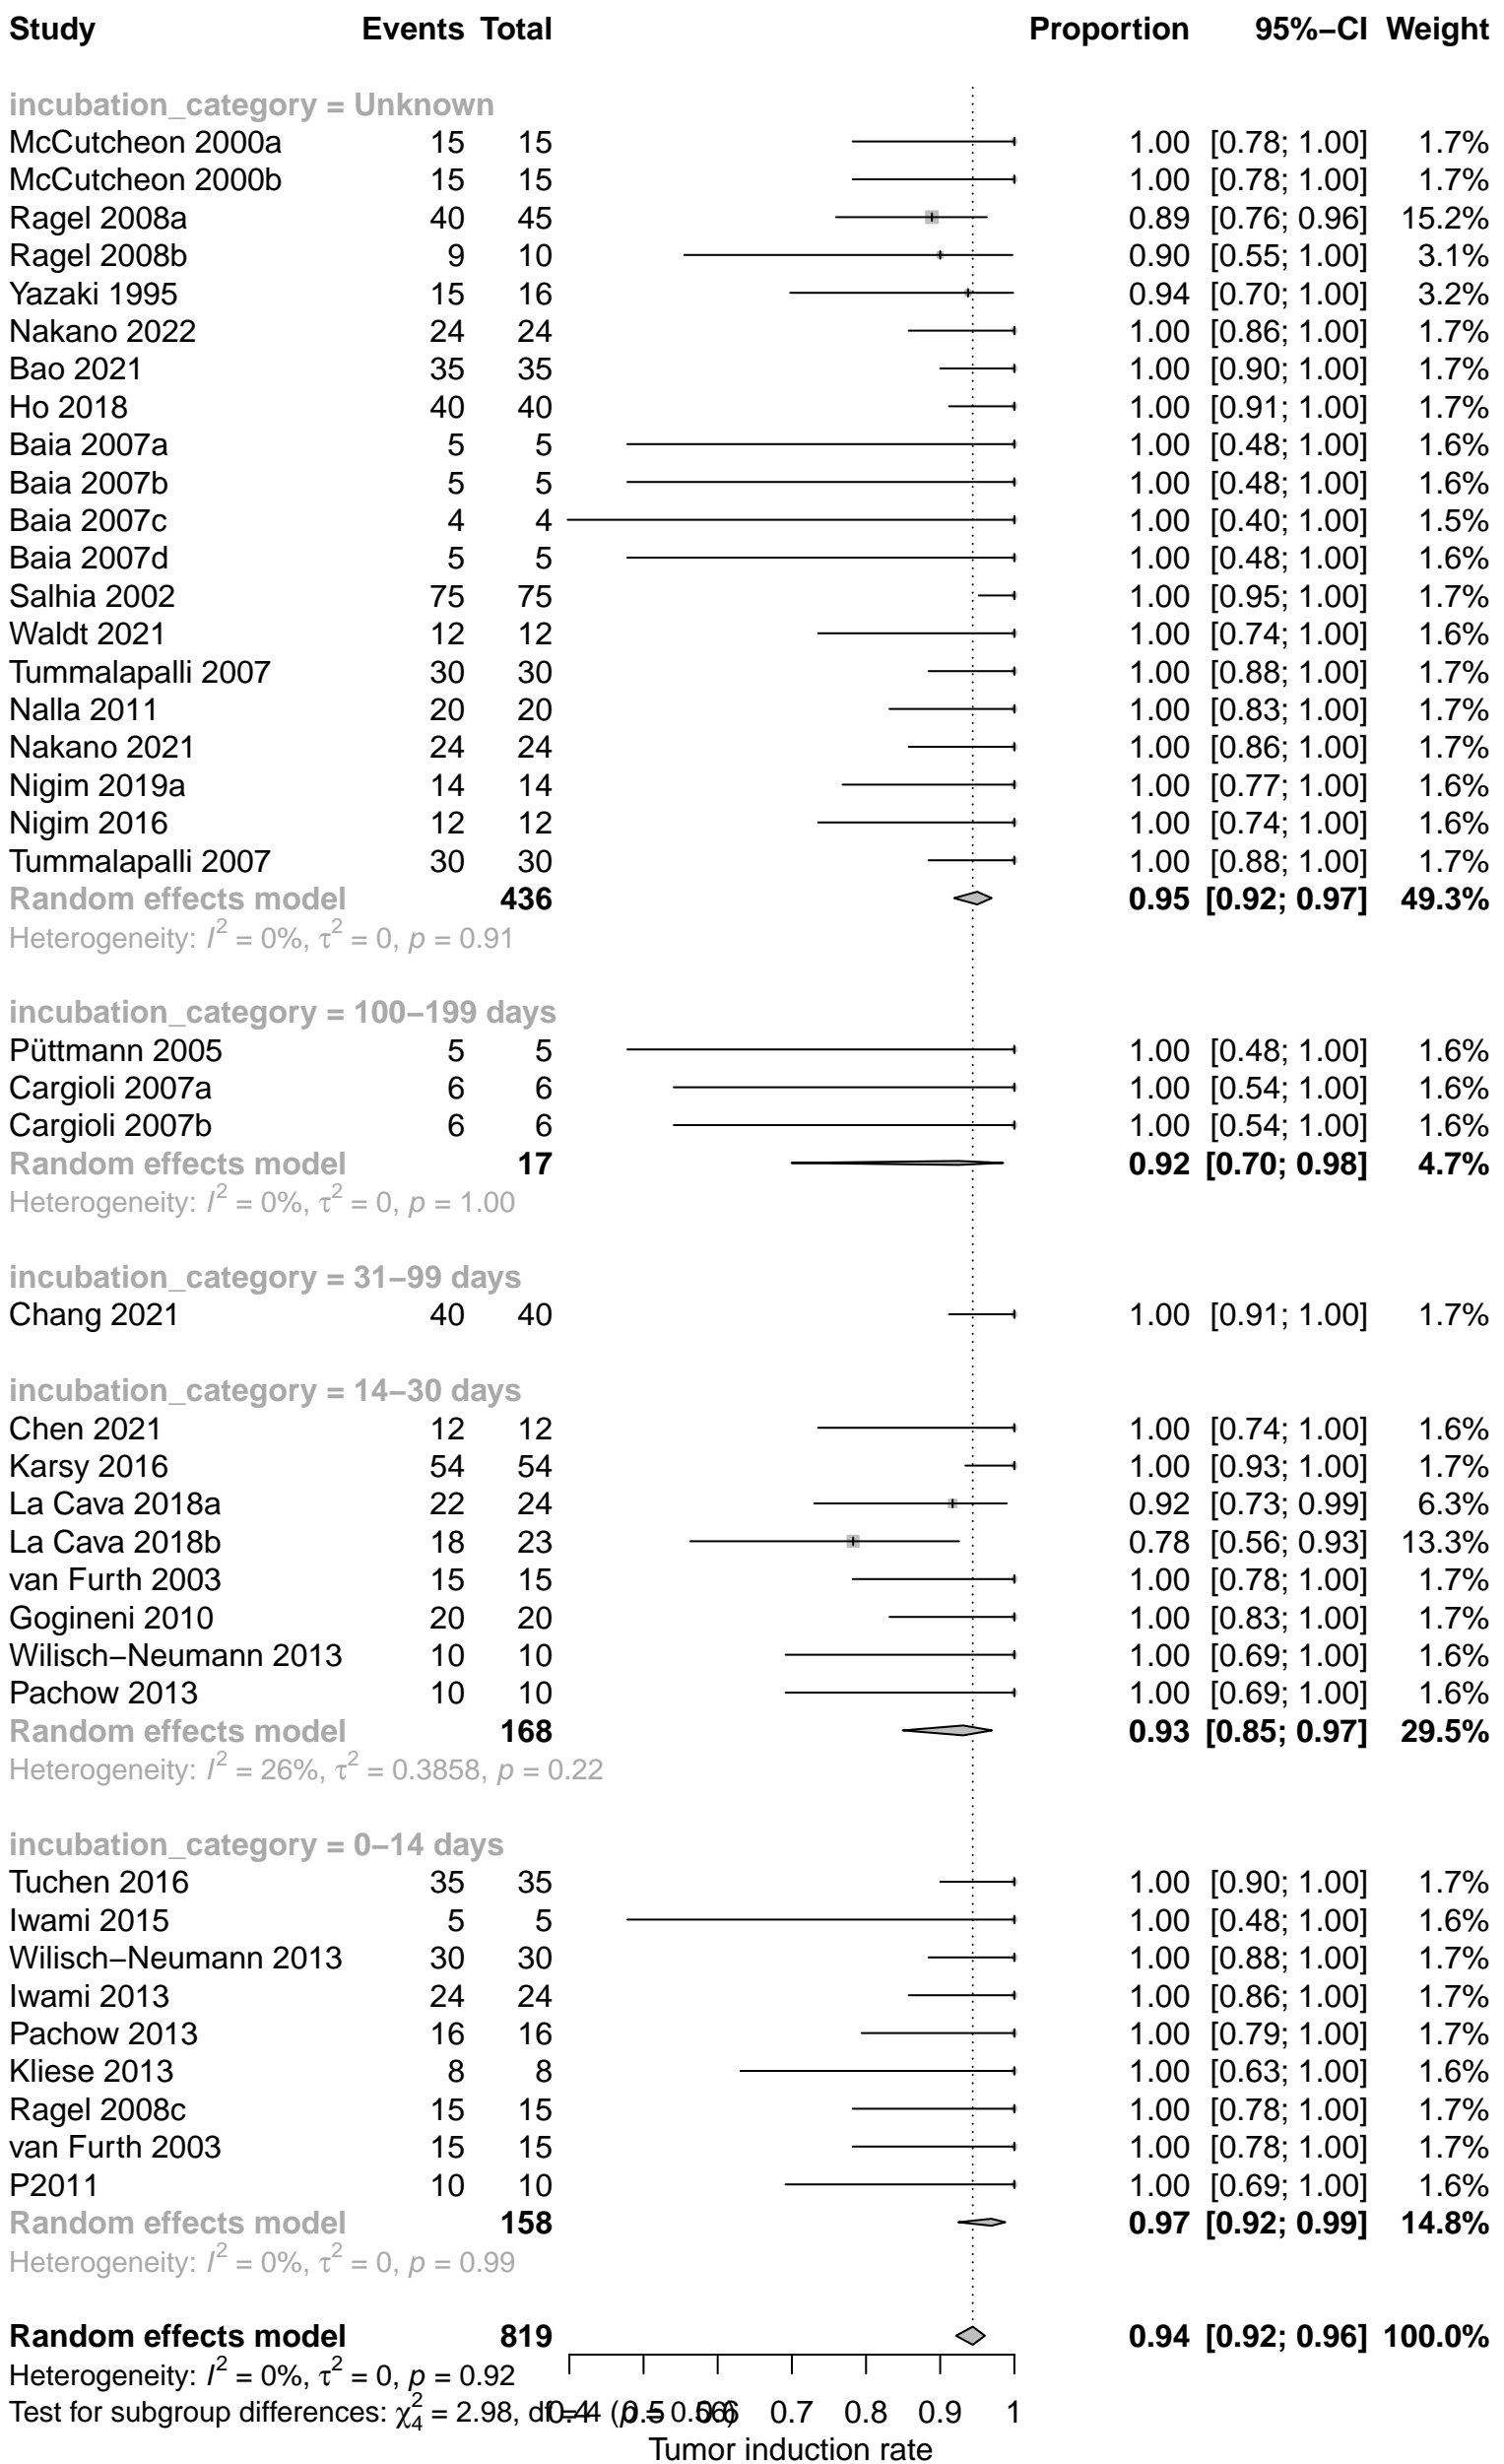 Study Events Total Proportion 95%−CI Weight
incubation_category = Unknown
McCutcheon 2000a 15 15 1.00 [0.78; 1.00] 1.7%
McCutcheon 2000b 15 15 1.00 [0.78; 1.00] 1.7%
Ragel 2008a 40 45 0.89 [0.76; 0.96] 15.2%
Ragel 2008b 9 10 0.90 [0.55; 1.00] 3.1%
Yazaki 1995 15 16 0.94 [0.70; 1.00] 3.2%
Nakano 2022 24 24 1.00 [0.86; 1.00] 1.7%
Bao 2021 35 35 1.00 [0.90; 1.00] 1.7%
Ho 2018 40 40 1.00 [0.91; 1.00] 1.7%
Baia 2007a 5 5 1.00 [0.48; 1.00] 1.6%
Baia 2007b 5 5 1.00 [0.48; 1.00] 1.6%
Baia 2007c 4 4 1.00 [0.40; 1.00] 1.5%
Baia 2007d 5 5 1.00 [0.48; 1.00] 1.6%
Salhia 2002 75 75 1.00 [0.95; 1.00] 1.7%
Waldt 2021 12 12 1.00 [0.74; 1.00] 1.6%
Tummalapalli 2007 30 30 1.00 [0.88; 1.00] 1.7%
Nalla 2011 20 20 1.00 [0.83; 1.00] 1.7%
Nakano 2021 24 24 1.00 [0.86; 1.00] 1.7%
Nigim 2019a 14 14 1.00 [0.77; 1.00] 1.6%
Nigim 2016 12 12 1.00 [0.74; 1.00] 1.6%
Tummalapalli 2007 30 30 1.00 [0.88; 1.00] 1.7%
Random effects model 436 0.95 [0.92; 0.97] 49.3%
Heterogeneity: I² = 0%, τ² = 0, p = 0.91
incubation_category = 100−199 days
Püttmann 2005 5 5 1.00 [0.48; 1.00] 1.6%
Cargioli 2007a 6 6 1.00 [0.54; 1.00] 1.6%
Cargioli 2007b 6 6 1.00 [0.54; 1.00] 1.6%
Random effects model 17 0.92 [0.70; 0.98] 4.7%
Heterogeneity: I² = 0%, τ² = 0, p = 1.00
incubation_category = 31−99 days
Chang 2021 40 40 1.00 [0.91; 1.00] 1.7%
incubation_category = 14−30 days
Chen 2021 12 12 1.00 [0.74; 1.00] 1.6%
Karsy 2016 54 54 1.00 [0.93; 1.00] 1.7%
La Cava 2018a 22 24 0.92 [0.73; 0.99] 6.3%
La Cava 2018b 18 23 0.78 [0.56; 0.93] 13.3%
van Furth 2003 15 15 1.00 [0.78; 1.00] 1.7%
Gogineni 2010 20 20 1.00 [0.83; 1.00] 1.7%
Wilisch−Neumann 2013 10 10 1.00 [0.69; 1.00] 1.6%
Pachow 2013 10 10 1.00 [0.69; 1.00] 1.6%
Random effects model 168 0.93 [0.85; 0.97] 29.5%
Heterogeneity: I² = 26%, τ² = 0.3858, p = 0.22
incubation_category = 0−14 days
Tuchen 2016 35 35 1.00 [0.90; 1.00] 1.7%
Iwami 2015 5 5 1.00 [0.48; 1.00] 1.6%
Wilisch−Neumann 2013 30 30 1.00 [0.88; 1.00] 1.7%
Iwami 2013 24 24 1.00 [0.86; 1.00] 1.7%
Pachow 2013 16 16 1.00 [0.79; 1.00] 1.7%
Kliese 2013 8 8 1.00 [0.63; 1.00] 1.6%
Ragel 2008c 15 15 1.00 [0.78; 1.00] 1.7%
van Furth 2003 15 15 1.00 [0.78; 1.00] 1.7%
P2011 10 10 1.00 [0.69; 1.00] 1.6%
Random effects model 158 0.97 [0.92; 0.99] 14.8%
Heterogeneity: I² = 0%, τ² = 0, p = 0.99
Random effects model 819 0.94 [0.92; 0.96] 100.0%
Heterogeneity: I² = 0%, τ² = 0, p = 0.92
Test for subgroup differences: χ²₄ = 2.98, df = 4 (p = 0.56)
0.4 0.5 0.6 0.7 0.8 0.9 1
Tumor induction rate